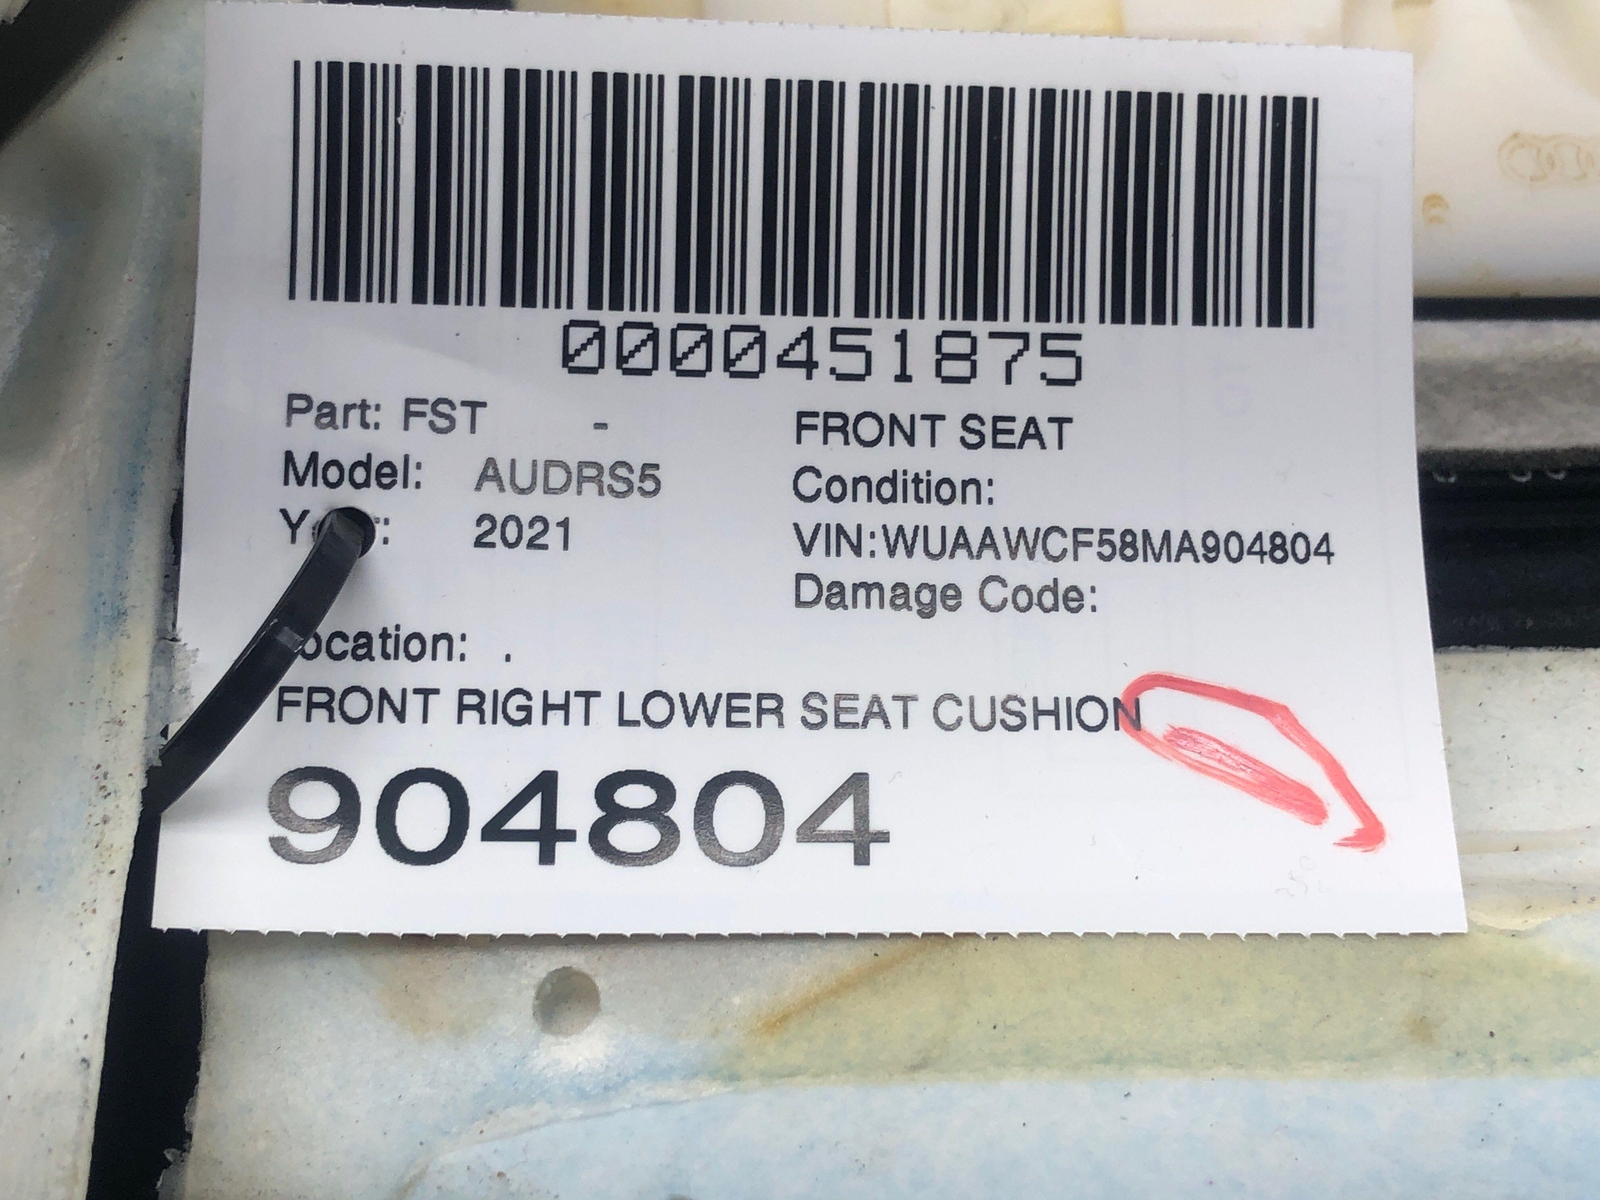 0000451875
Part: FST - FRONT SEAT
Model: AUDRS5 Condition:
2021 VIN:WUAAWCF58MA904804
Damage Code:
ocation: .
FRONT RIGHT LOWER SEAT CUSHION
904804